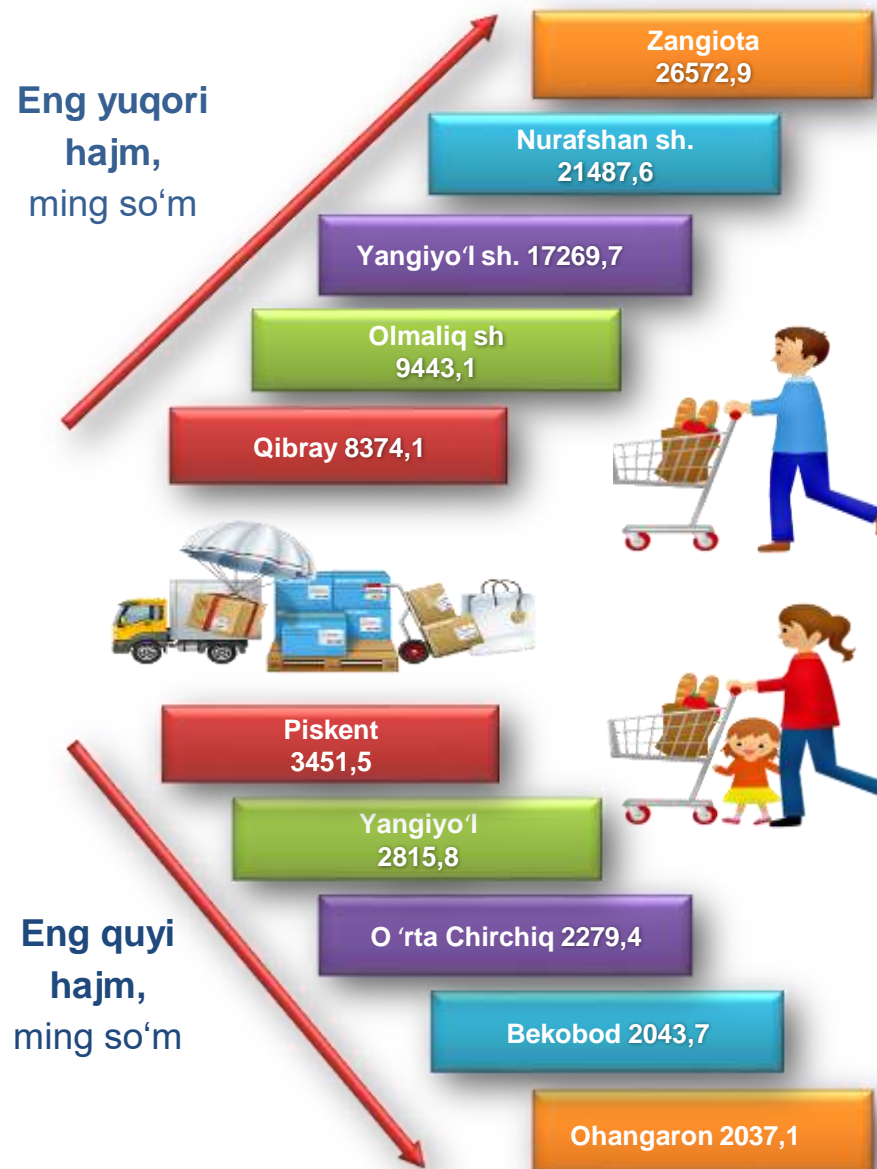 Zangiota
26572,9
Eng yuqori
hajm,
ming so‘m
Nurafshan sh.
21487,6
Yangiyo‘l sh. 17269,7
Olmaliq sh
9443,1
Qibray 8374,1
Piskent
3451,5
Yangiyo‘l
2815,8
Eng quyi
hajm,
ming so‘m
O ‘rta Chirchiq 2279,4
Bekobod 2043,7
Ohangaron 2037,1